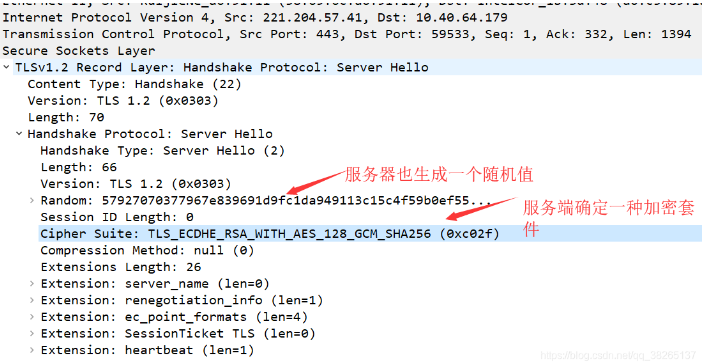 Internet Protocol Version 4, Src: 221.204.57.41, Dst: 10.40.64.179
Transmission Control Protocol, Src Port: 443, Dst Port: 59533, Seq: 1, Ack: 332, Len: 1394
Secure Sockets Layer
TLSv1.2 Record Layer: Handshake Protocol: Server Hello
Content Type: Handshake (22)
Version: TLS 1.2 (0x0303)
Length: 70
Handshake Protocol: Server Hello
Handshake Type: Server Hello (2)
Length: 66
Version: TLS 1.2 (0x0303)
服务器也生成一个随机值
Random: 57927070377967e839691d9fc1da949113c15c4f59b0ef55...
Session ID Length: 0
服务端确定一种加密套
件
Cipher Suite: TLS_ECDHE_RSA_WITH_AES_128_GCM_SHA256 (0xc02f)
Compression Method: null (0)
Extensions Length: 26
Extension: server_name (len=0)
Extension: renegotiation_info (len=1)
Extension: ec_point_formats (len=4)
Extension: SessionTicket TLS (len=0)
Extension: heartbeat (len=1)
https://blog.csdn.net/qq_38265137